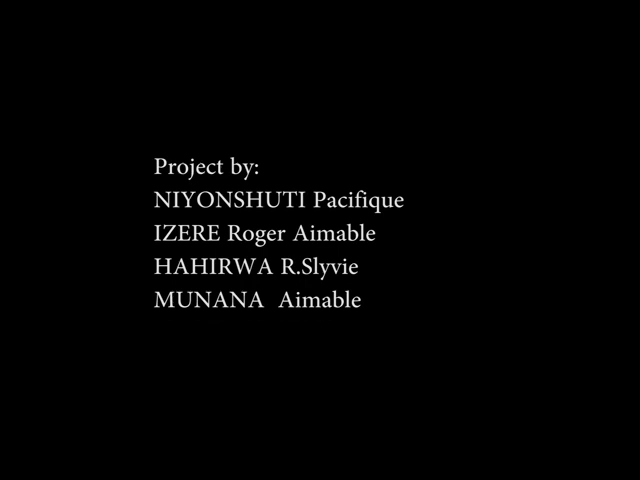 Project by:
NIYONSHUTI Pacifique
IZERE Roger Aimable
HAHIRWA R.Slyvie
MUNANA  Aimable